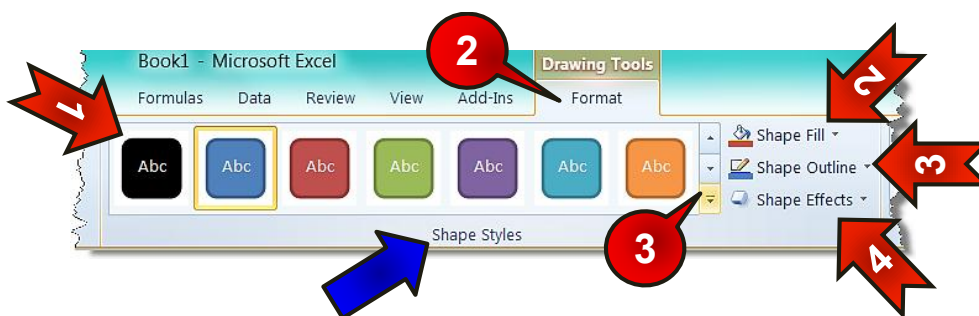 Book1 - Microsoft Excel
2
Drawing Tools
2
1
Formulas Data Review View Add-Ins Format
Abc Abc Abc Abc Abc Abc Abc
Shape Fill
Shape Outline
3
Shape Effects
Shape Styles
3
4